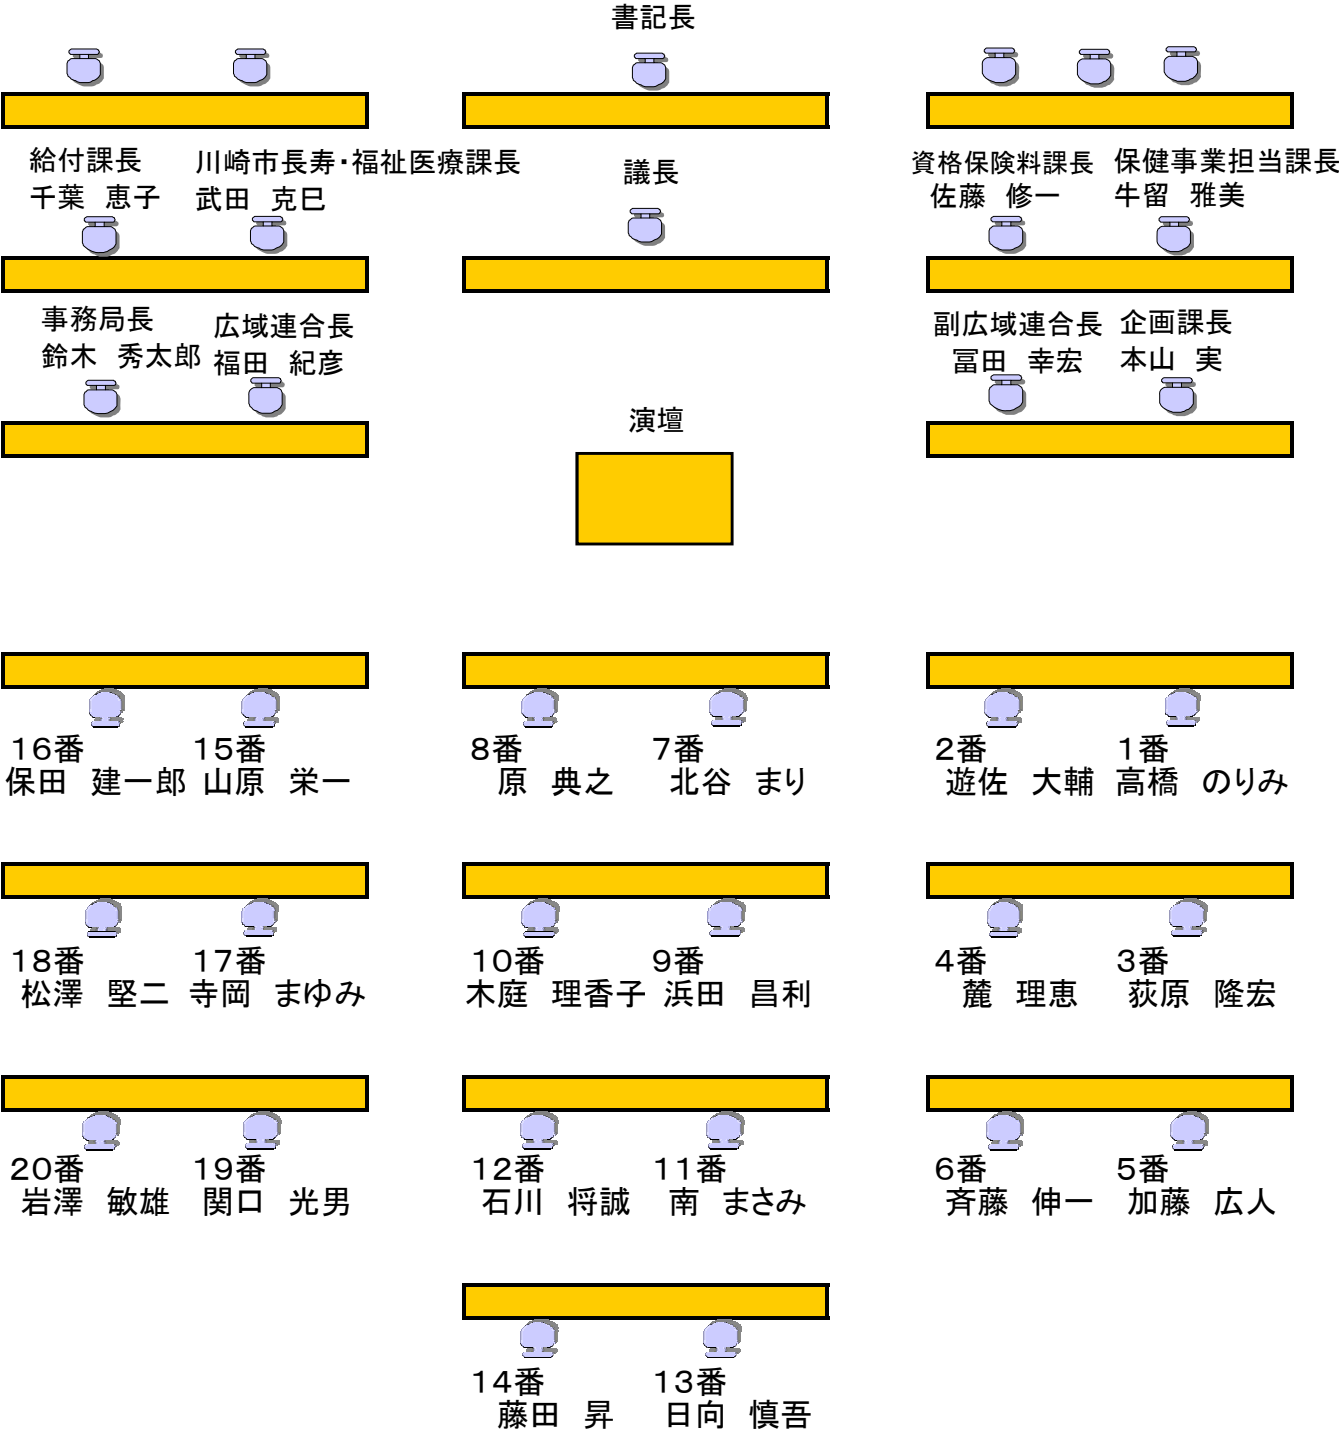 書記長
給付課長
千葉　恵子
川崎市長寿・福祉医療課長
武田　克巳
議長
資格保険料課長
佐藤　修一
保健事業担当課長
牛留　雅美
事務局長
鈴木　秀太郎
広域連合長
福田　紀彦
副広域連合長
冨田　幸宏
企画課長
本山　実
演壇
16番　15番
保田　建一郎　山原　栄一
8番　7番
原　典之　北谷　まり
2番　1番
遊佐　大輔　高橋　のりみ
18番　17番
松澤　堅二　寺岡　まゆみ
10番　9番
木庭　理香子　浜田　昌利
4番　3番
麓　理恵　荻原　隆宏
20番　19番
岩澤　敏雄　関口　光男
12番　11番
石川　将誠　南　まさみ
6番　5番
斉藤　伸一　加藤　広人
14番　13番
藤田　昇　日向　慎吾